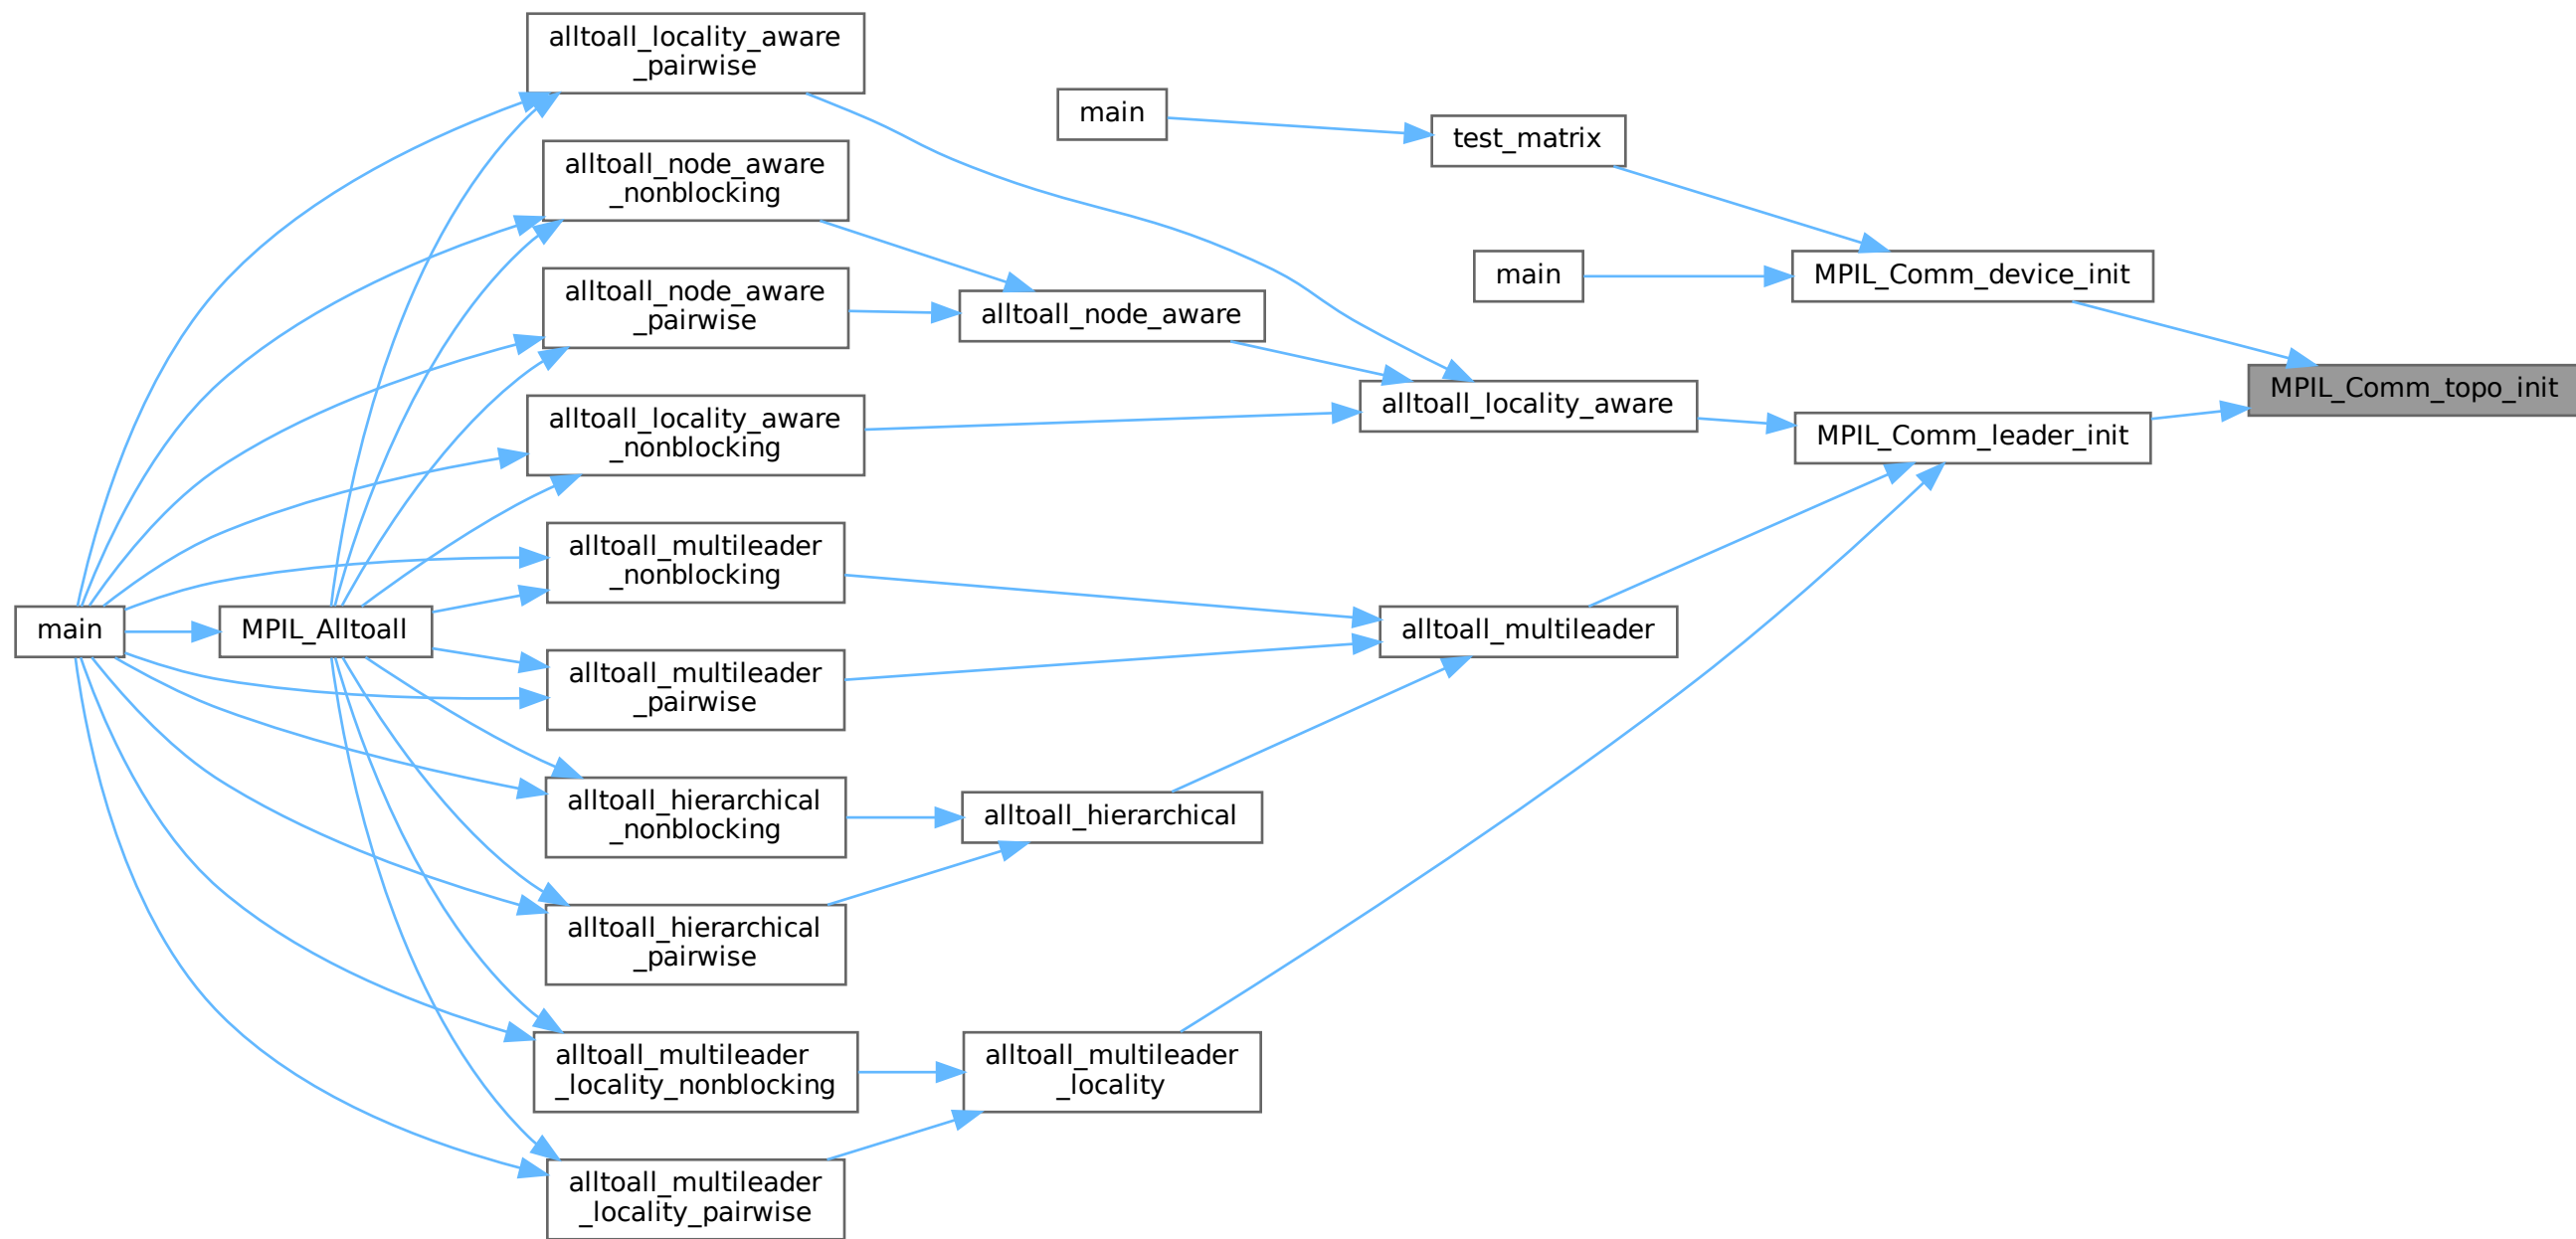 alltoall_locality_aware
_pairwise
main
test_matrix
alltoall_node_aware
_nonblocking
main
MPIL_Comm_device_init
alltoall_node_aware
_pairwise
alltoall_node_aware
MPIL_Comm_topo_init
alltoall_locality_aware
_nonblocking
alltoall_locality_aware
MPIL_Comm_leader_init
alltoall_multileader
_nonblocking
main
MPIL_Alltoall
alltoall_multileader
alltoall_multileader
_pairwise
alltoall_hierarchical
_nonblocking
alltoall_hierarchical
alltoall_hierarchical
_pairwise
alltoall_multileader
_locality_nonblocking
alltoall_multileader
_locality
alltoall_multileader
_locality_pairwise